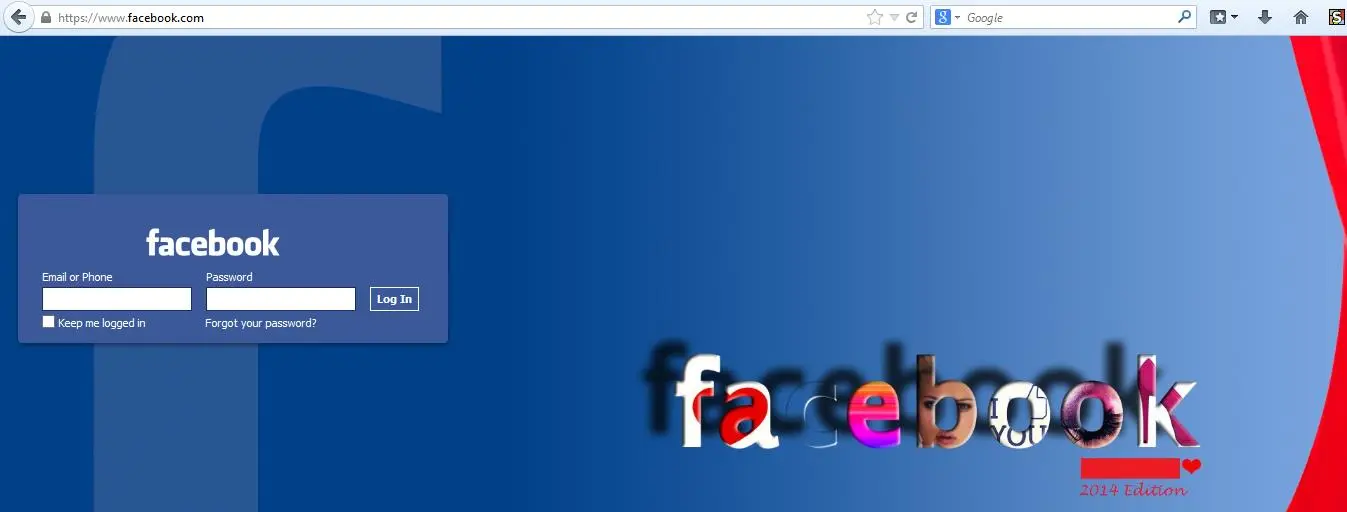 https://www.facebook.com
Google
facebook
Email or Phone
Password
Log In
Keep me logged in
Forgot your password?
facebook
I
YOU
2014 Edition